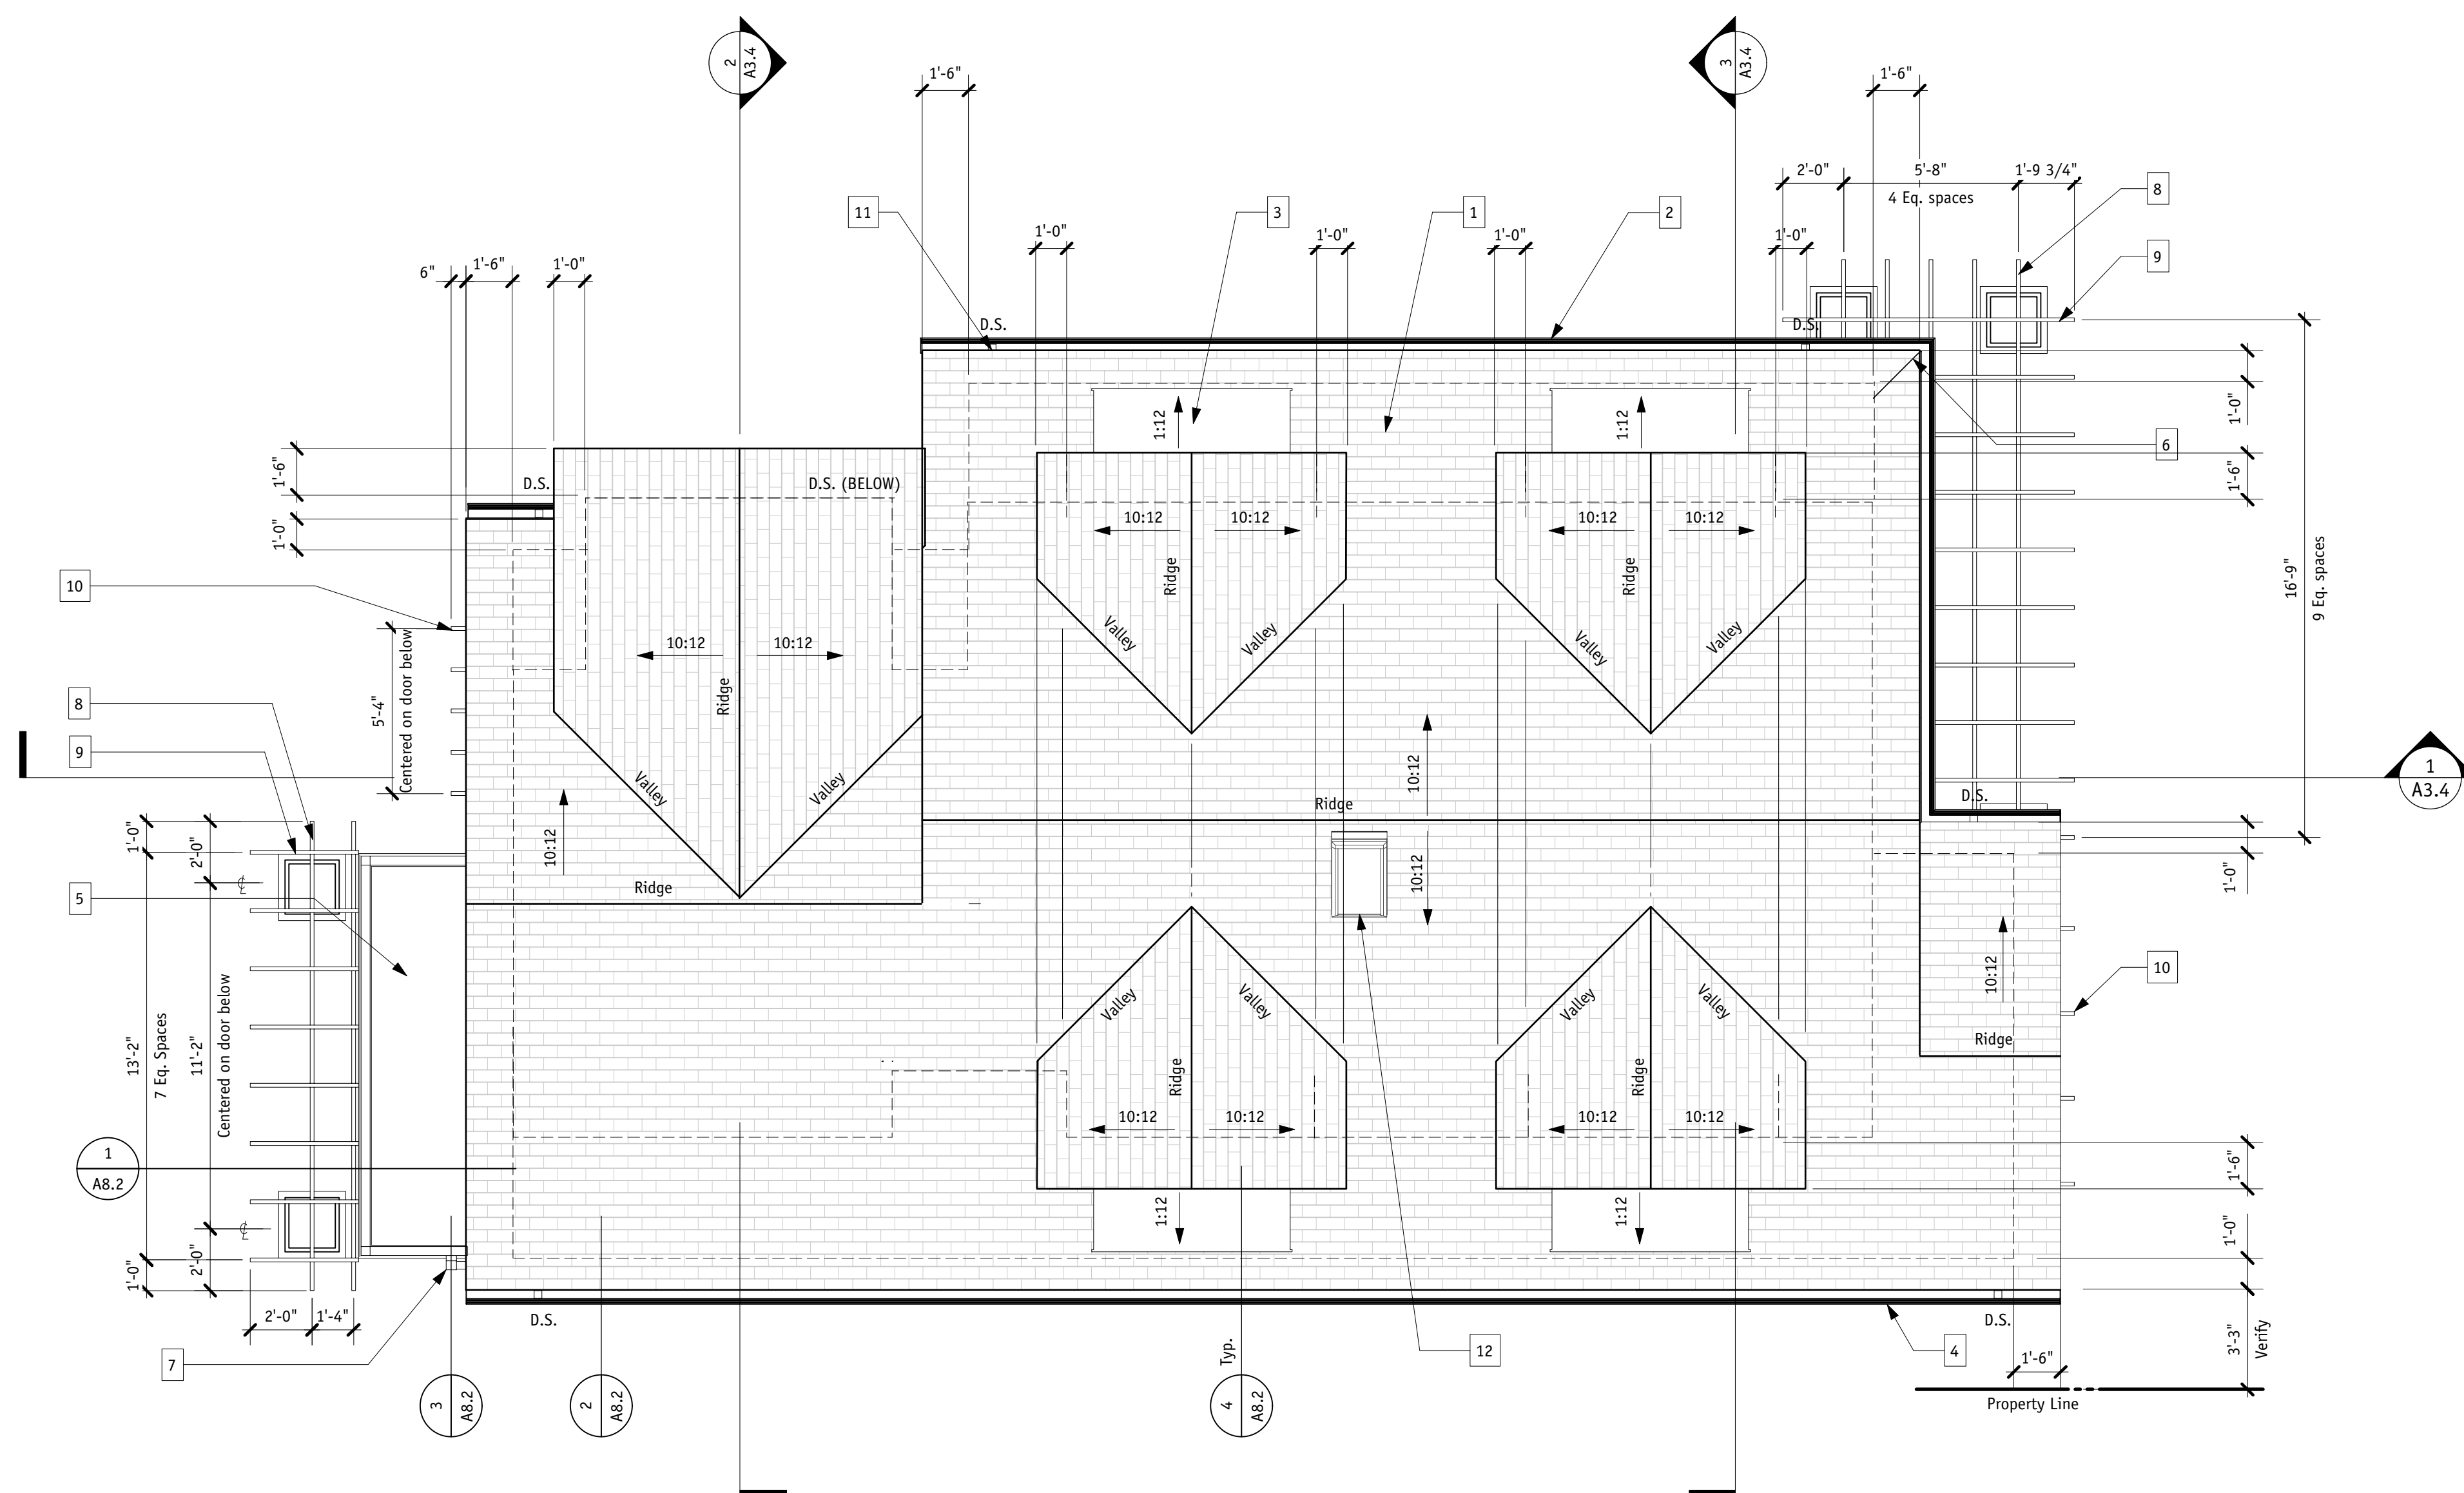 2
A3.4
3
A3.4
1'-6"
1'-6"
2'-0"
5'-8"
1'-9 3/4"
4 Eq. spaces
8
11
3
1
2
1'-0"
1'-0"
1'-0"
1'-0"
9
6"
1'-6"
1'-0"
D.S.
D.S.
1'-0"
6
1:12
1:12
1'-6"
1'-6"
D.S.
D.S. (BELOW)
1'-0"
10:12
10:12
10:12
10:12
Ridge
Ridge
16'-9"
9 Eq. spaces
10
Valley
Valley
Valley
Valley
10:12
10:12
Ridge
5'-4"
Centered on door below
8
9
Valley
Valley
10:12
Ridge
D.S.
1
A3.4
1'-0"
2'-0"
10:12
10:12
1'-0"
℄
5
Ridge
10:12
10
Valley
Valley
Valley
Valley
13'-2"
7 Eq. Spaces
11'-2"
Centered on door below
Ridge
Ridge
Ridge
10:12
10:12
10:12
10:12
1
A8.2
1'-6"
1:12
1:12
℄
1'-0"
2'-0"
1'-0"
2'-0"
1'-4"
D.S.
D.S.
7
Typ.
12
4
3'-3"
Verify
1'-6"
3
A8.2
2
A8.2
4
A8.2
Property Line